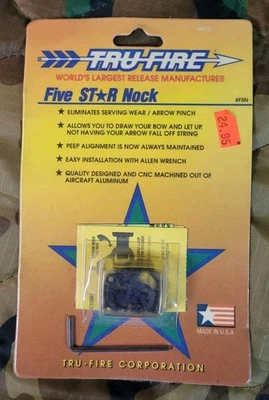 TRU-FIRE
WORLD'S LARGEST RELEASE MANUFACTURER
Five ST★R Nock
#FSN
24.95
★ ELIMINATES SERVING WEAR / ARROW PINCH
★ ALLOWS YOU TO DRAW YOUR BOW AND LET UP,
NOT HAVING YOUR ARROW FALL OFF STRING
★ PEEP ALIGNMENT IS NOW ALWAYS MAINTAINED
★ EASY INSTALLATION WITH ALLEN WRENCH
★ QUALITY DESIGNED AND CNC MACHINED OUT OF
AIRCRAFT ALUMINUM
MADE IN U.S.A.
TRU-FIRE CORPORATION